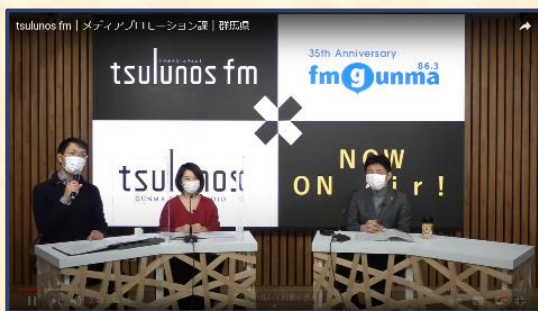 tsulunos fm | メディアプロモーション課 | 群馬県
tsulunos fm
35th Anniversary
fm gunma
86.3
tsulunos
GUNMA
NOW
ON Air!